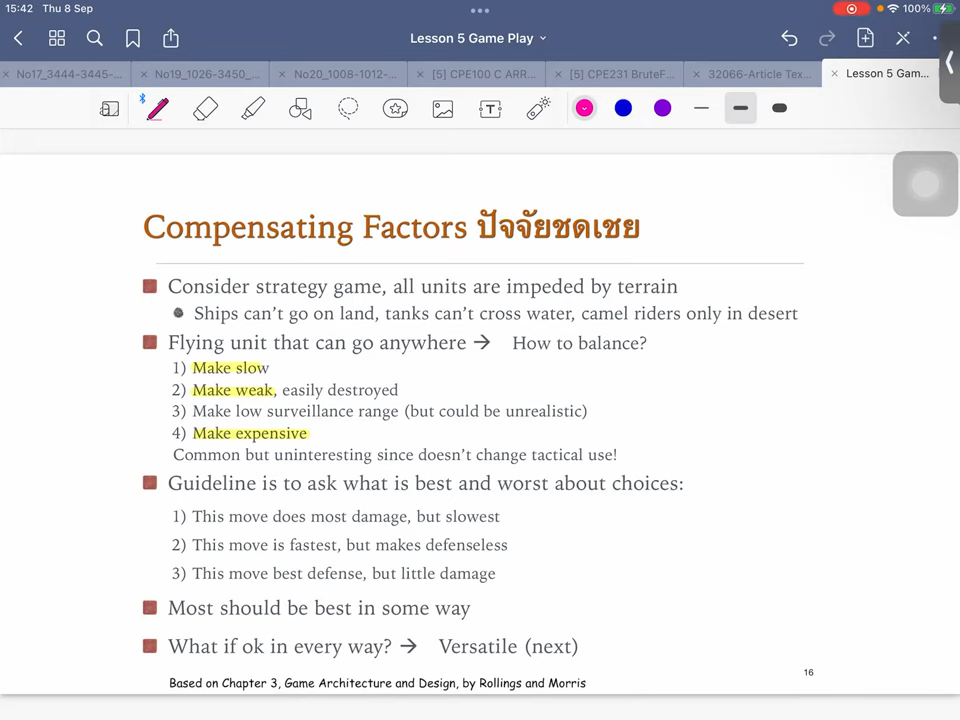 15:42 Thu 8 Sep
100%
Lesson 5 Game Play
No17_3444-3445-...
No19_1026-3450_...
No20_1008-1012-...
[5] CPE100 C ARR...
[5] CPE231 BruteF...
32066-Article Tex...
Lesson 5 Gam...
Compensating Factors ปัจจัยชดเชย
Consider strategy game, all units are impeded by terrain
Ships can't go on land, tanks can't cross water, camel riders only in desert
Flying unit that can go anywhere → How to balance?
1) Make slow
2) Make weak, easily destroyed
3) Make low surveillance range (but could be unrealistic)
4) Make expensive
Common but uninteresting since doesn't change tactical use!
Guideline is to ask what is best and worst about choices:
1) This move does most damage, but slowest
2) This move is fastest, but makes defenseless
3) This move best defense, but little damage
Most should be best in some way
What if ok in every way? → Versatile (next)
16
Based on Chapter 3, Game Architecture and Design, by Rollings and Morris